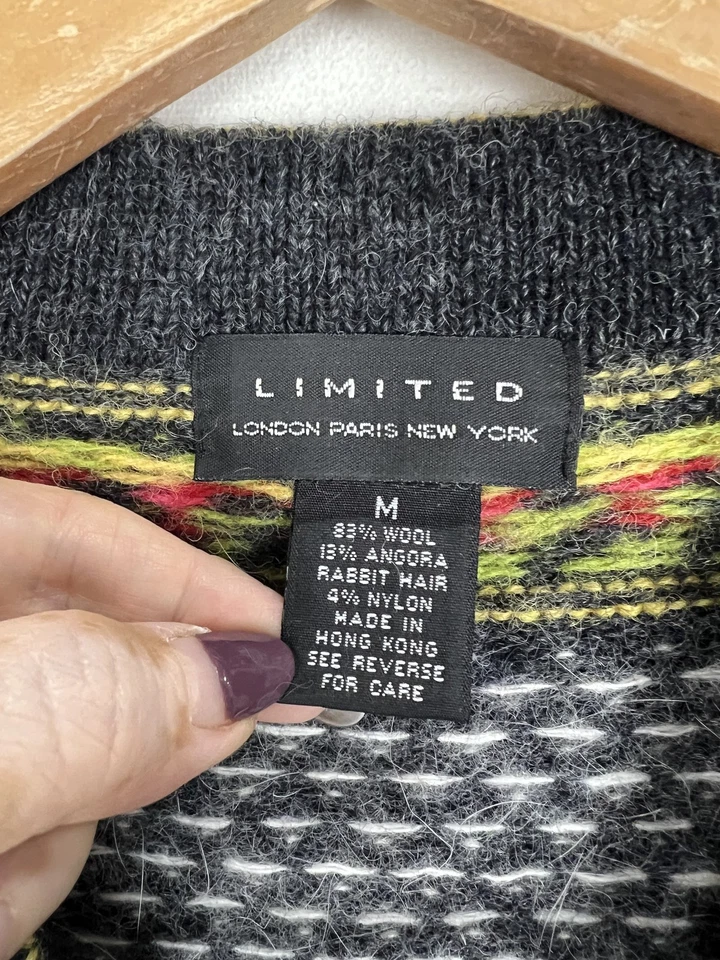 LIMITED
LONDON PARIS NEW YORK
M
83% WOOL
13% ANGORA
RABBIT HAIR
4% NYLON
MADE IN
HONG KONG
SEE REVERSE
FOR CARE